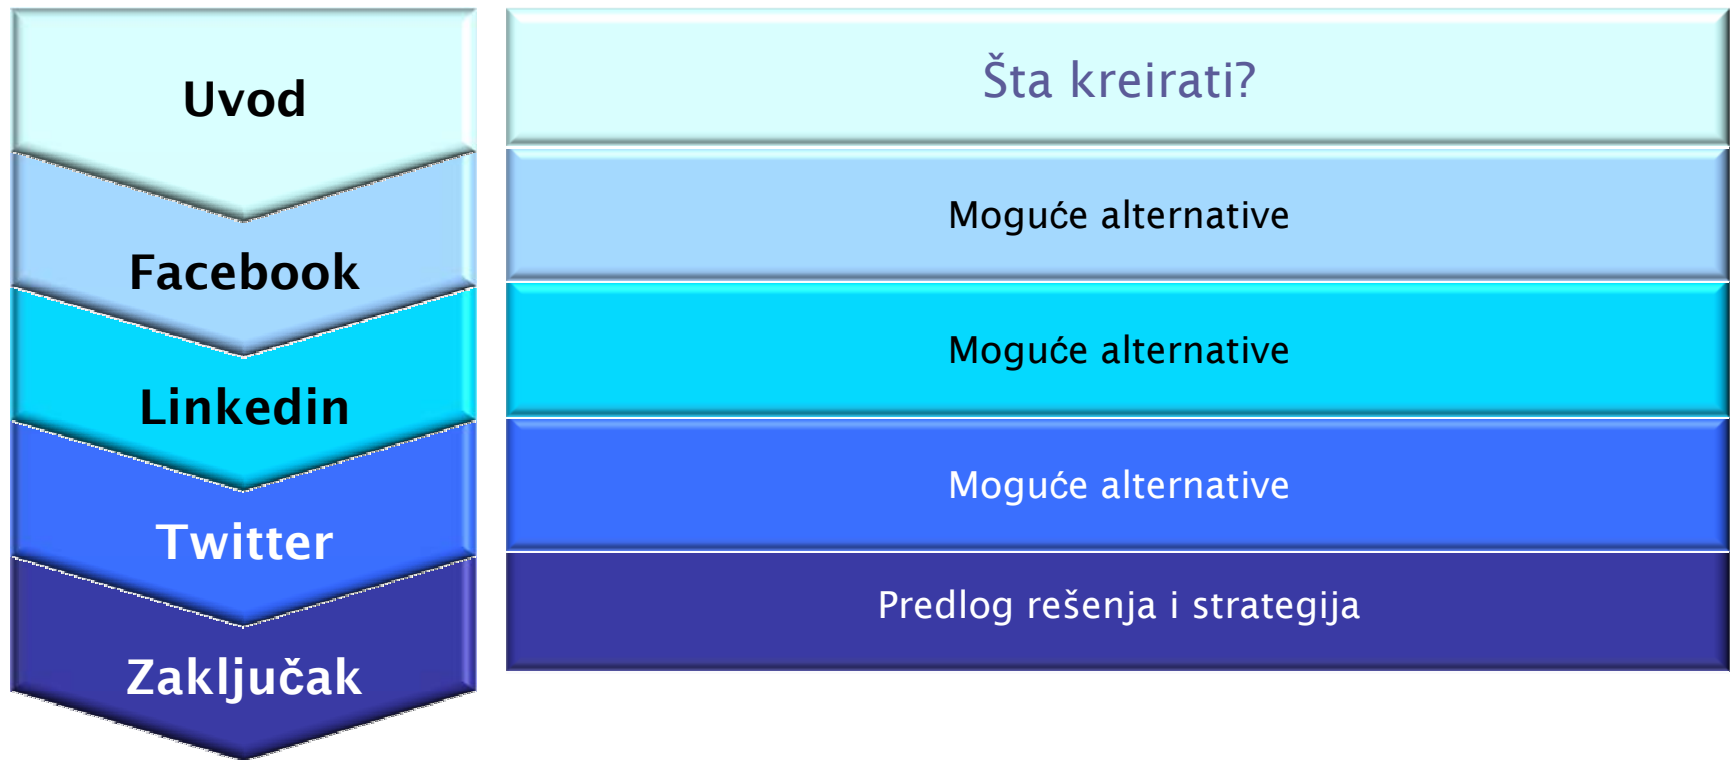 Uvod
Šta kreirati?
Facebook
Moguće alternative
Linkedin
Moguće alternative
Twitter
Moguće alternative
Zaključak
Predlog rešenja i strategija